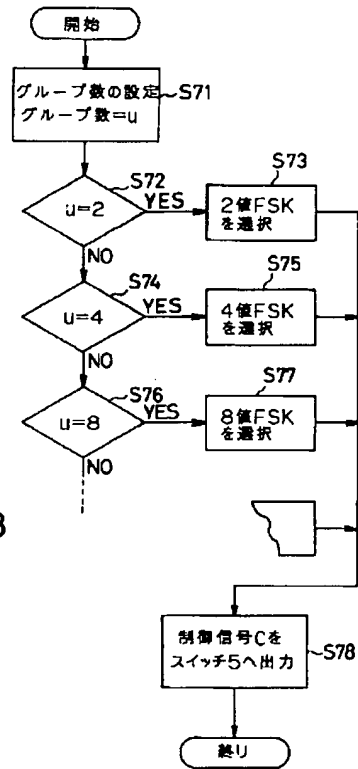 開始
グループ数の設定
グループ数=u
S71
S72
u=2
YES
NO
S73
2値FSK
を選択
S74
u=4
YES
NO
S75
4値FSK
を選択
S76
u=8
YES
NO
S77
8値FSK
を選択
制御信号Cを
スイッチ5へ出力
S78
終り